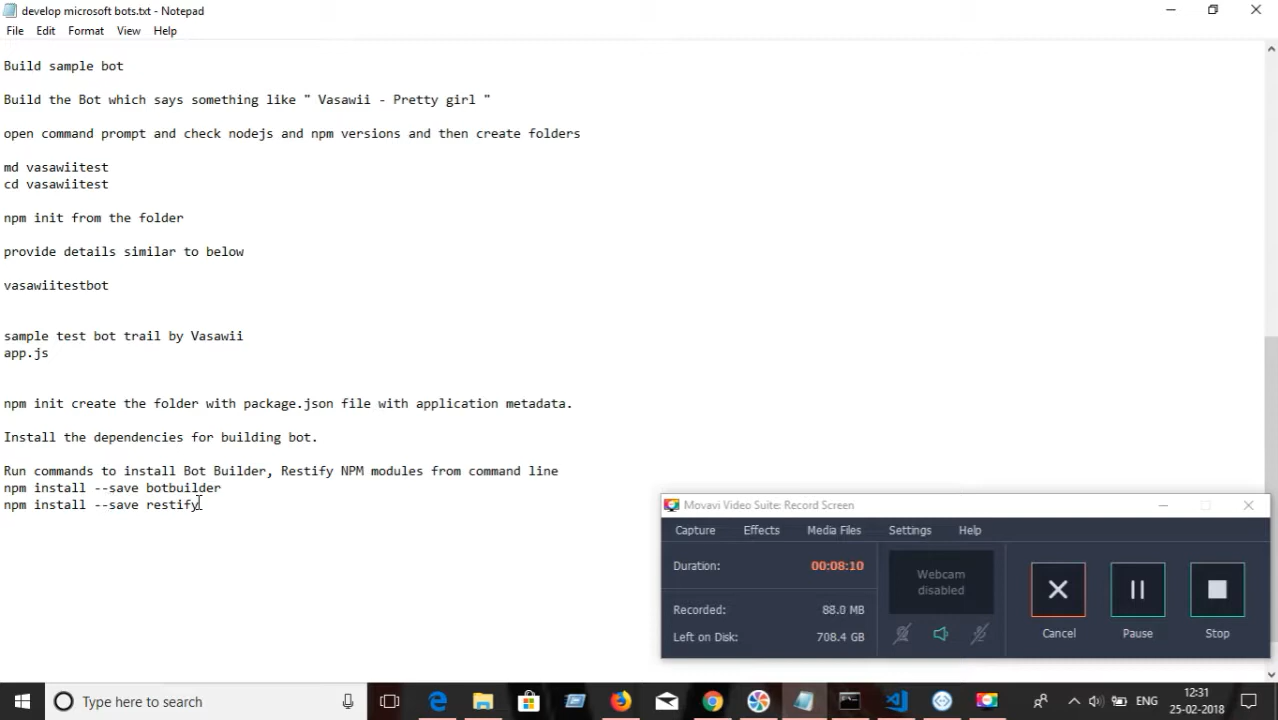 develop microsoft bots.txt - Notepad
File Edit Format View Help
Build sample bot
Build the Bot which says something like " Vasawii - Pretty girl "
open command prompt and check nodejs and npm versions and then create folders
md vasawiitest
cd vasawiitest
npm init from the folder
provide details similar to below
vasawiitestbot
sample test bot trail by Vasawii
app.js
npm init create the folder with package.json file with application metadata.
Install the dependencies for building bot.
Run commands to install Bot Builder, Restify NPM modules from command line
npm install --save botbuilder
npm install --save restify
Movavi Video Suite: Record Screen
Capture Effects Media Files Settings Help
Duration: 00:08:10
Webcam
disabled
Recorded: 88.0 MB
Left on Disk: 708.4 GB
Cancel Pause Stop
Type here to search
ENG
12:31
25-02-2018